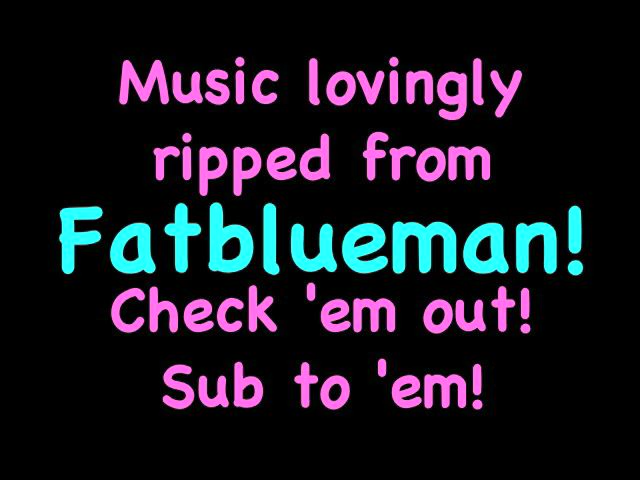 Music lovingly
ripped from
Fatblueman!
Check 'em out!
Sub to 'em!